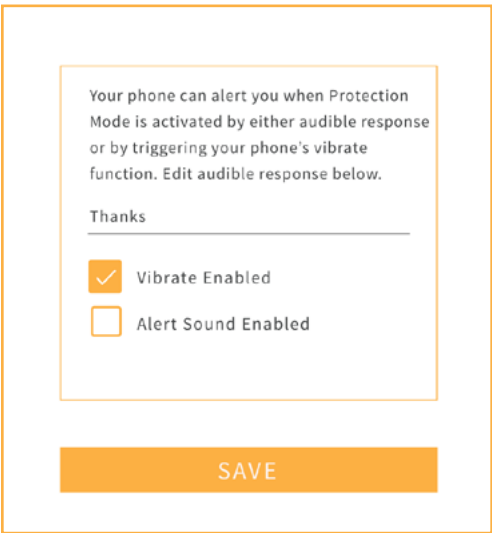 Your phone can alert you when Protection
Mode is activated by either audible response
or by triggering your phone's vibrate
function. Edit audible response below.
Thanks
Vibrate Enabled
Alert Sound Enabled
SAVE